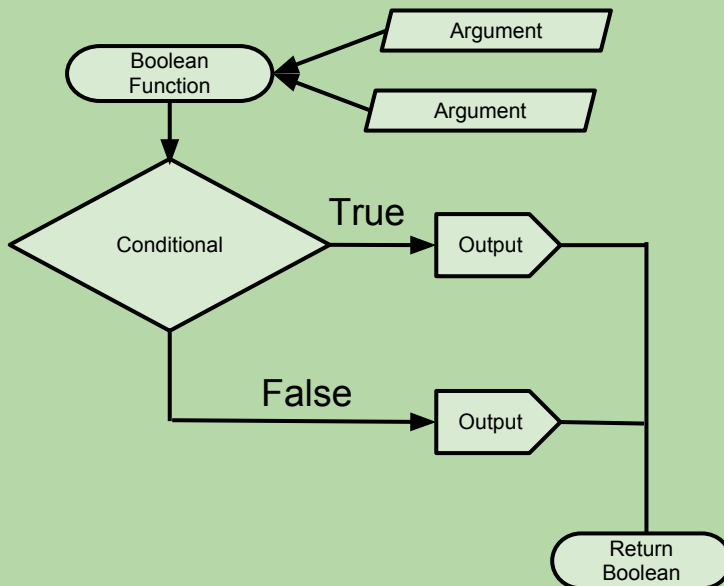 Argument
Boolean
Function
Argument
True
Conditional
Output
False
Output
Return
Boolean